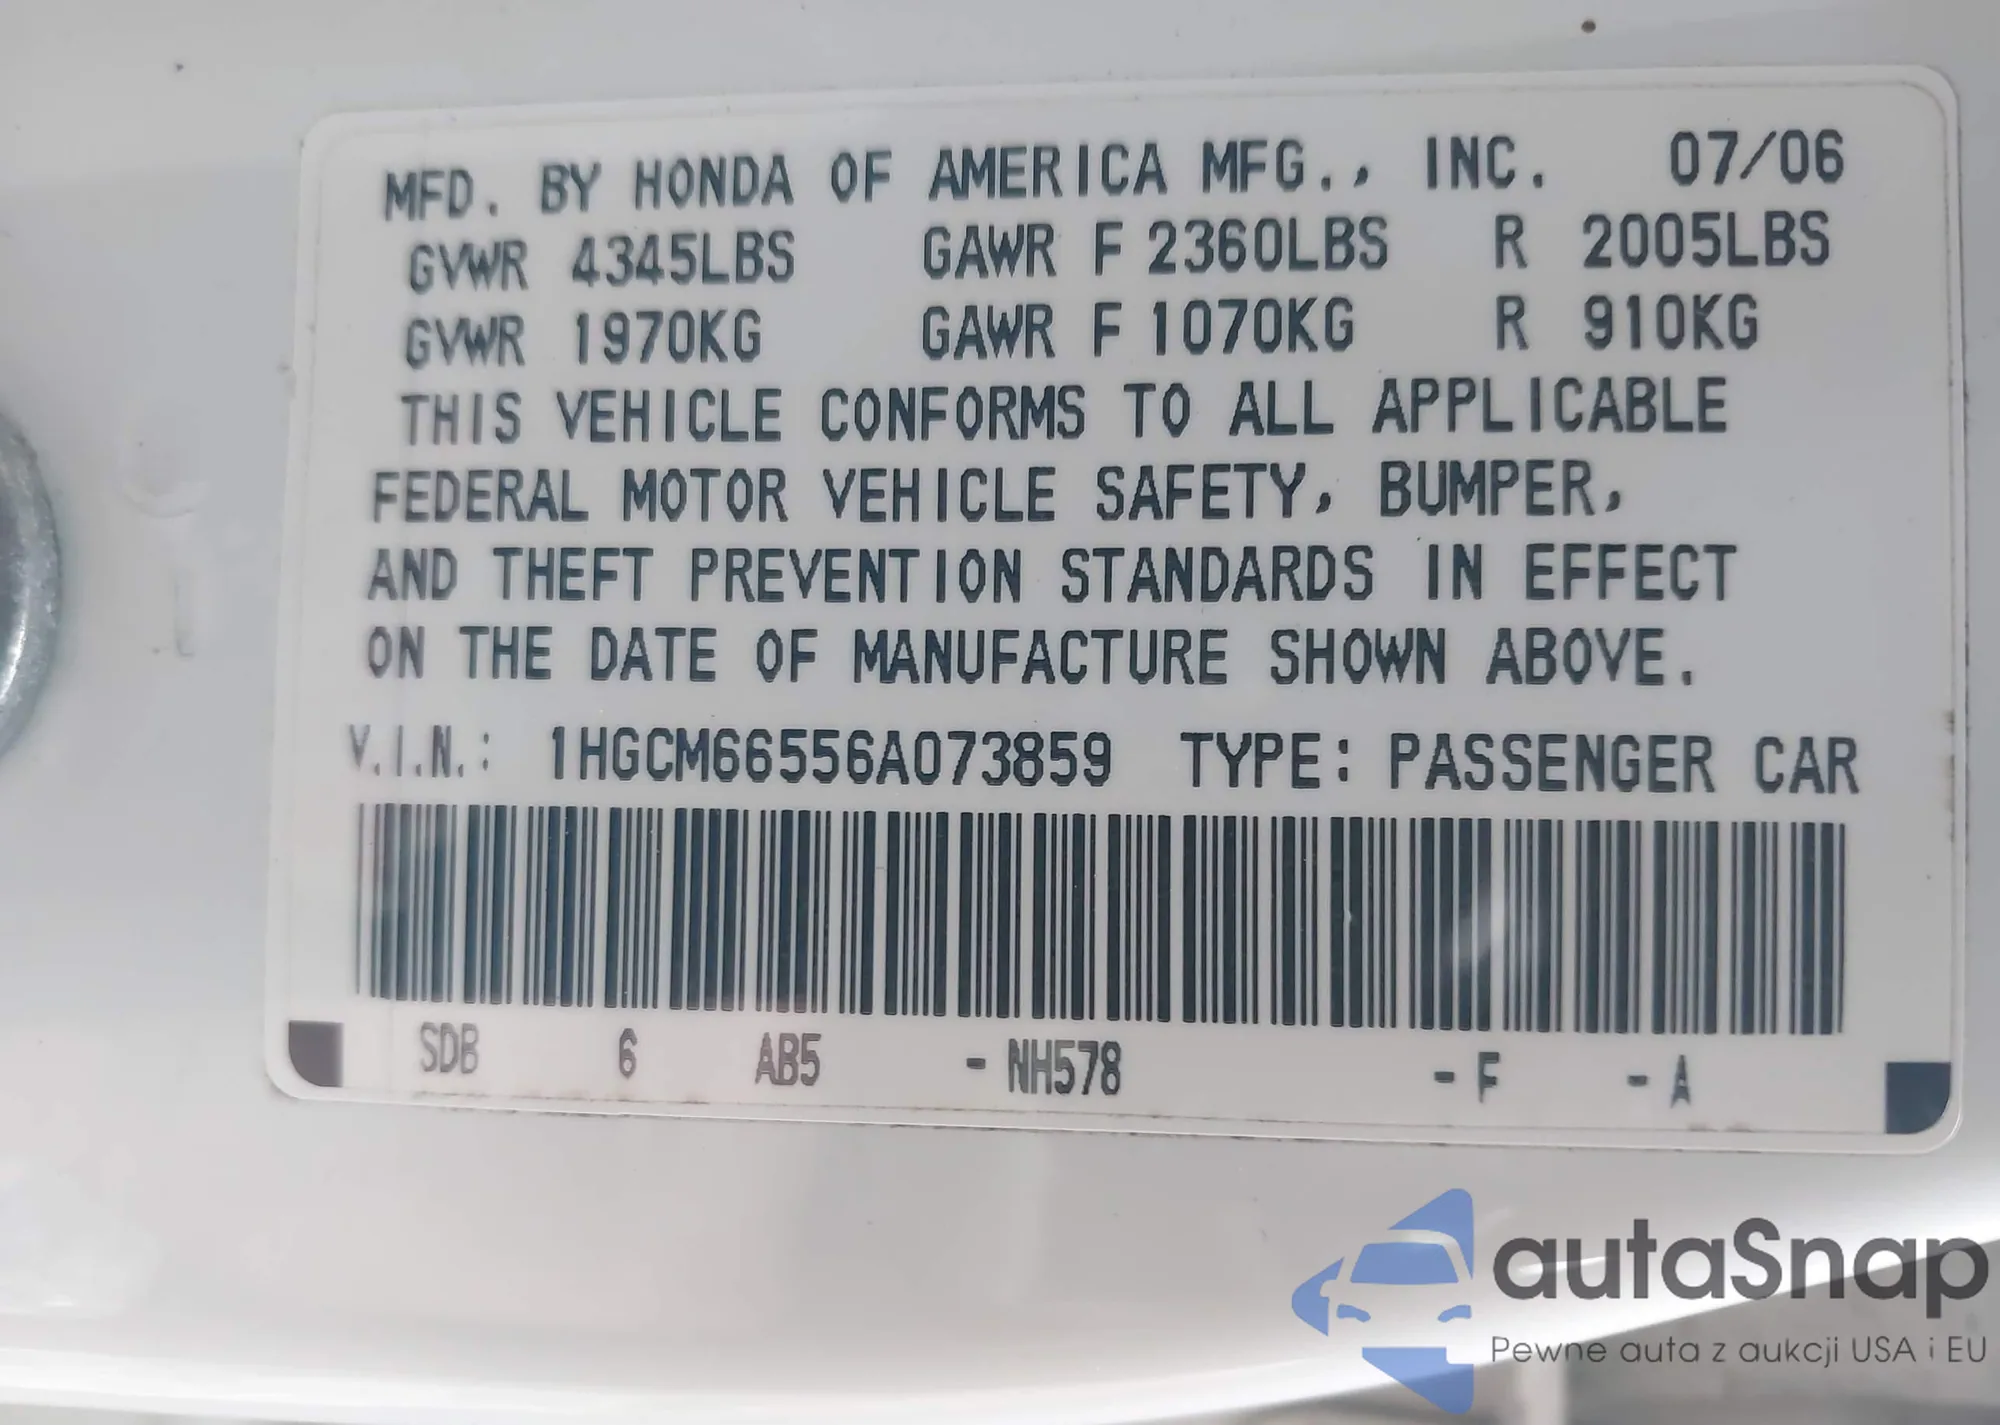 MFD. BY HONDA OF AMERICA MFG., INC. 07/06
GVWR 4345LBS GAWR F 2360LBS R 2005LBS
GVWR 1970KG GAWR F 1070KG R 910KG
THIS VEHICLE CONFORMS TO ALL APPLICABLE
FEDERAL MOTOR VEHICLE SAFETY, BUMPER,
AND THEFT PREVENTION STANDARDS IN EFFECT
ON THE DATE OF MANUFACTURE SHOWN ABOVE.
V.I.N.: 1HGCM66556A073859 TYPE: PASSENGER CAR
SDB 6 AB5 - NH578 - F - A
autaSnap
Pewne auta z aukcji USA i EU